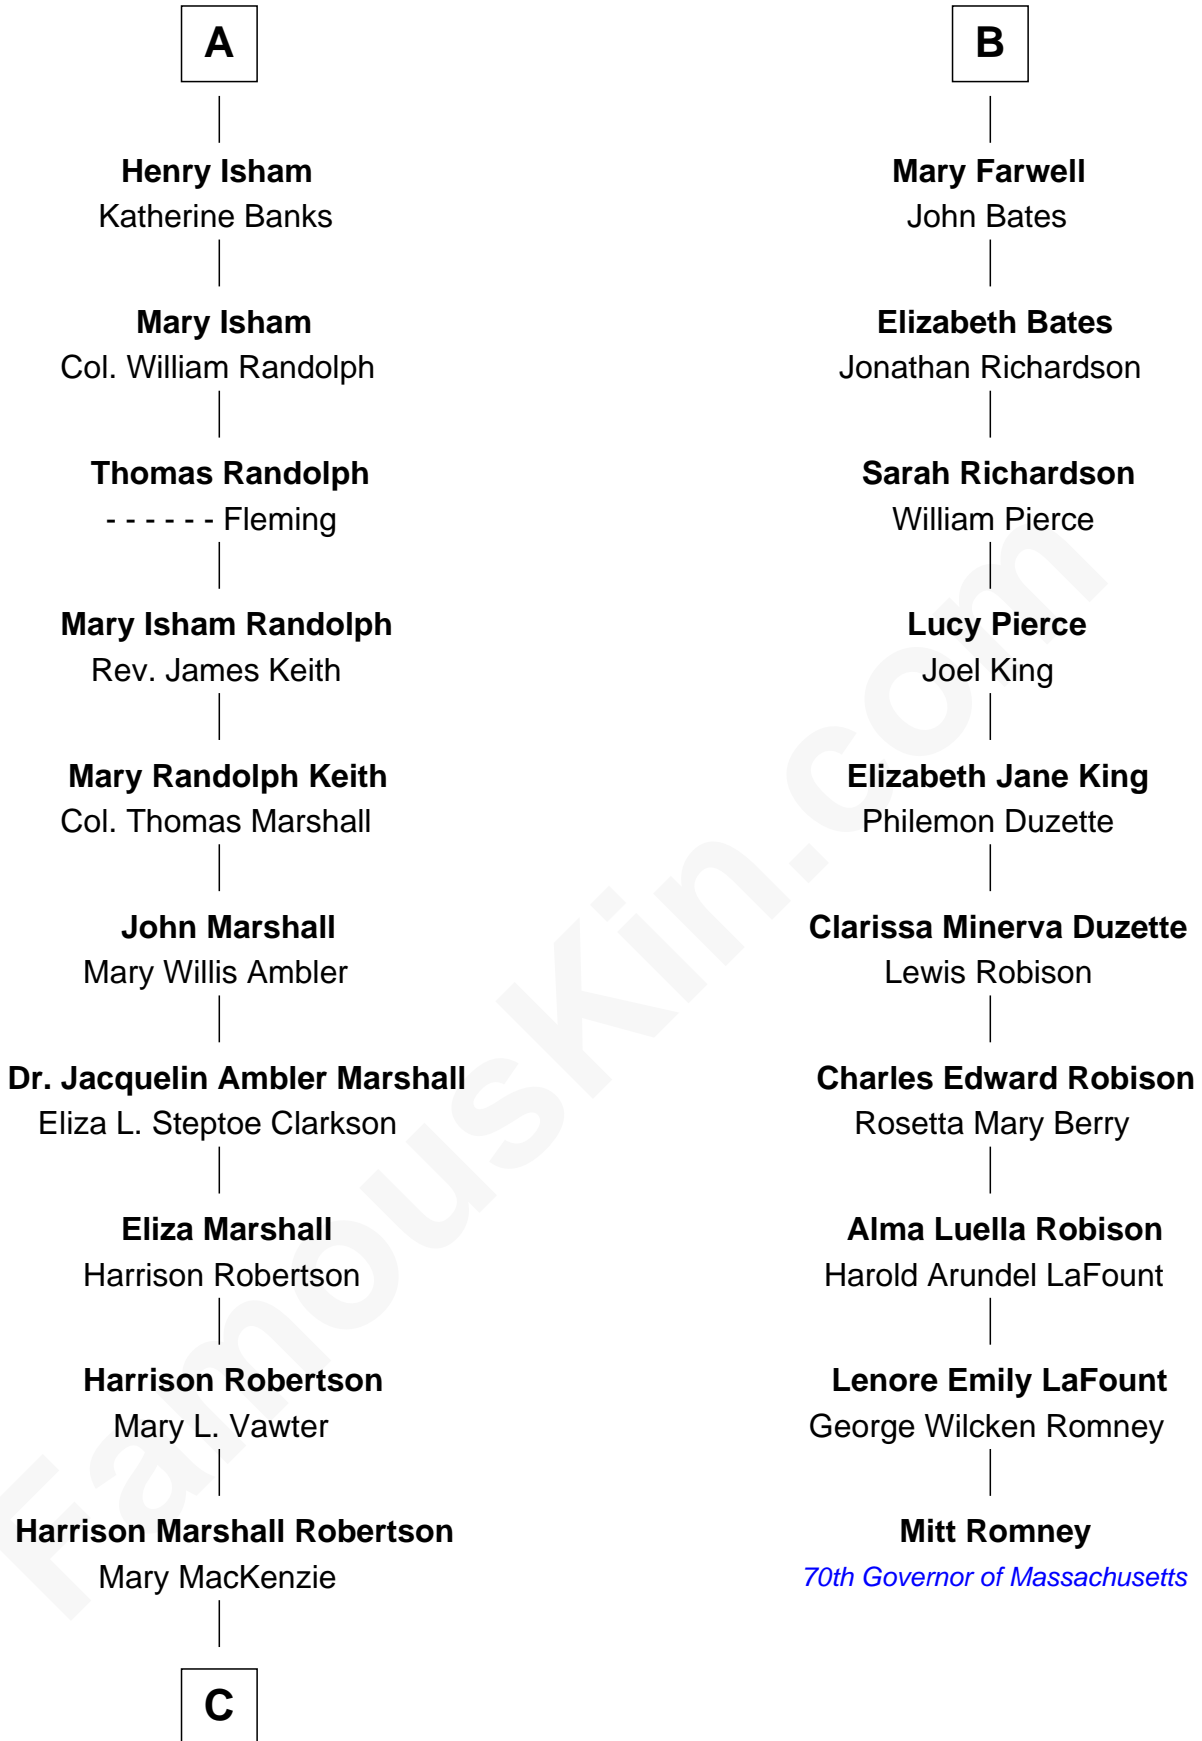 A
Henry Isham
Katherine Banks
Mary Isham
Col. William Randolph
Thomas Randolph
- - - - - - Fleming
Mary Isham Randolph
Rev. James Keith
Mary Randolph Keith
Col. Thomas Marshall
John Marshall
Mary Willis Ambler
Dr. Jacquelin Ambler Marshall
Eliza L. Steptoe Clarkson
Eliza Marshall
Harrison Robertson
Harrison Robertson
Mary L. Vawter
Harrison Marshall Robertson
Mary MacKenzie
C
B
Mary Farwell
John Bates
Elizabeth Bates
Jonathan Richardson
Sarah Richardson
William Pierce
Lucy Pierce
Joel King
Elizabeth Jane King
Philemon Duzette
Clarissa Minerva Duzette
Lewis Robison
Charles Edward Robison
Rosetta Mary Berry
Alma Luella Robison
Harold Arundel LaFount
Lenore Emily LaFount
George Wilcken Romney
Mitt Romney
70th Governor of Massachusetts
FamousKin.com